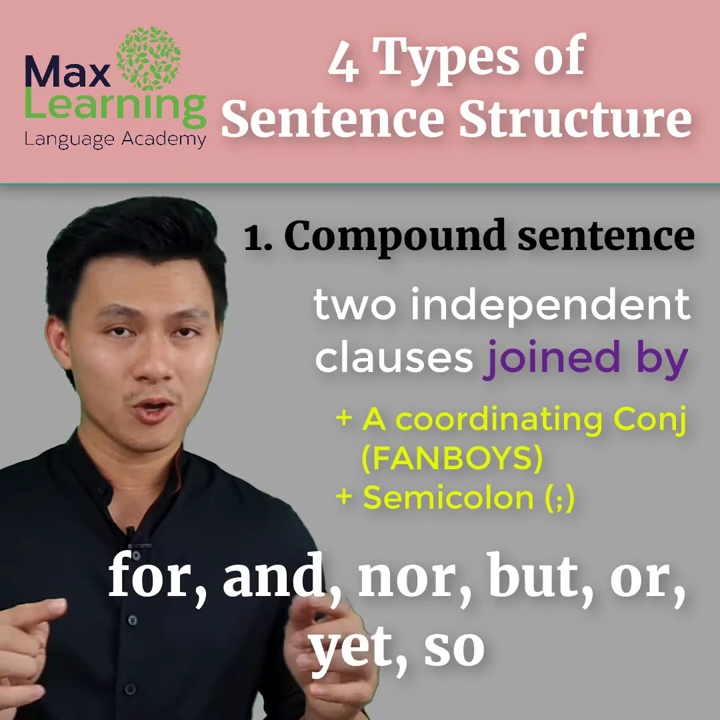 Max
Learning
Language Academy
4 Types of
Sentence Structure
1. Compound sentence
two independent
clauses joined by
+ A coordinating Conj
(FANBOYS)
+ Semicolon (;)
for, and, nor, but, or,
yet, so